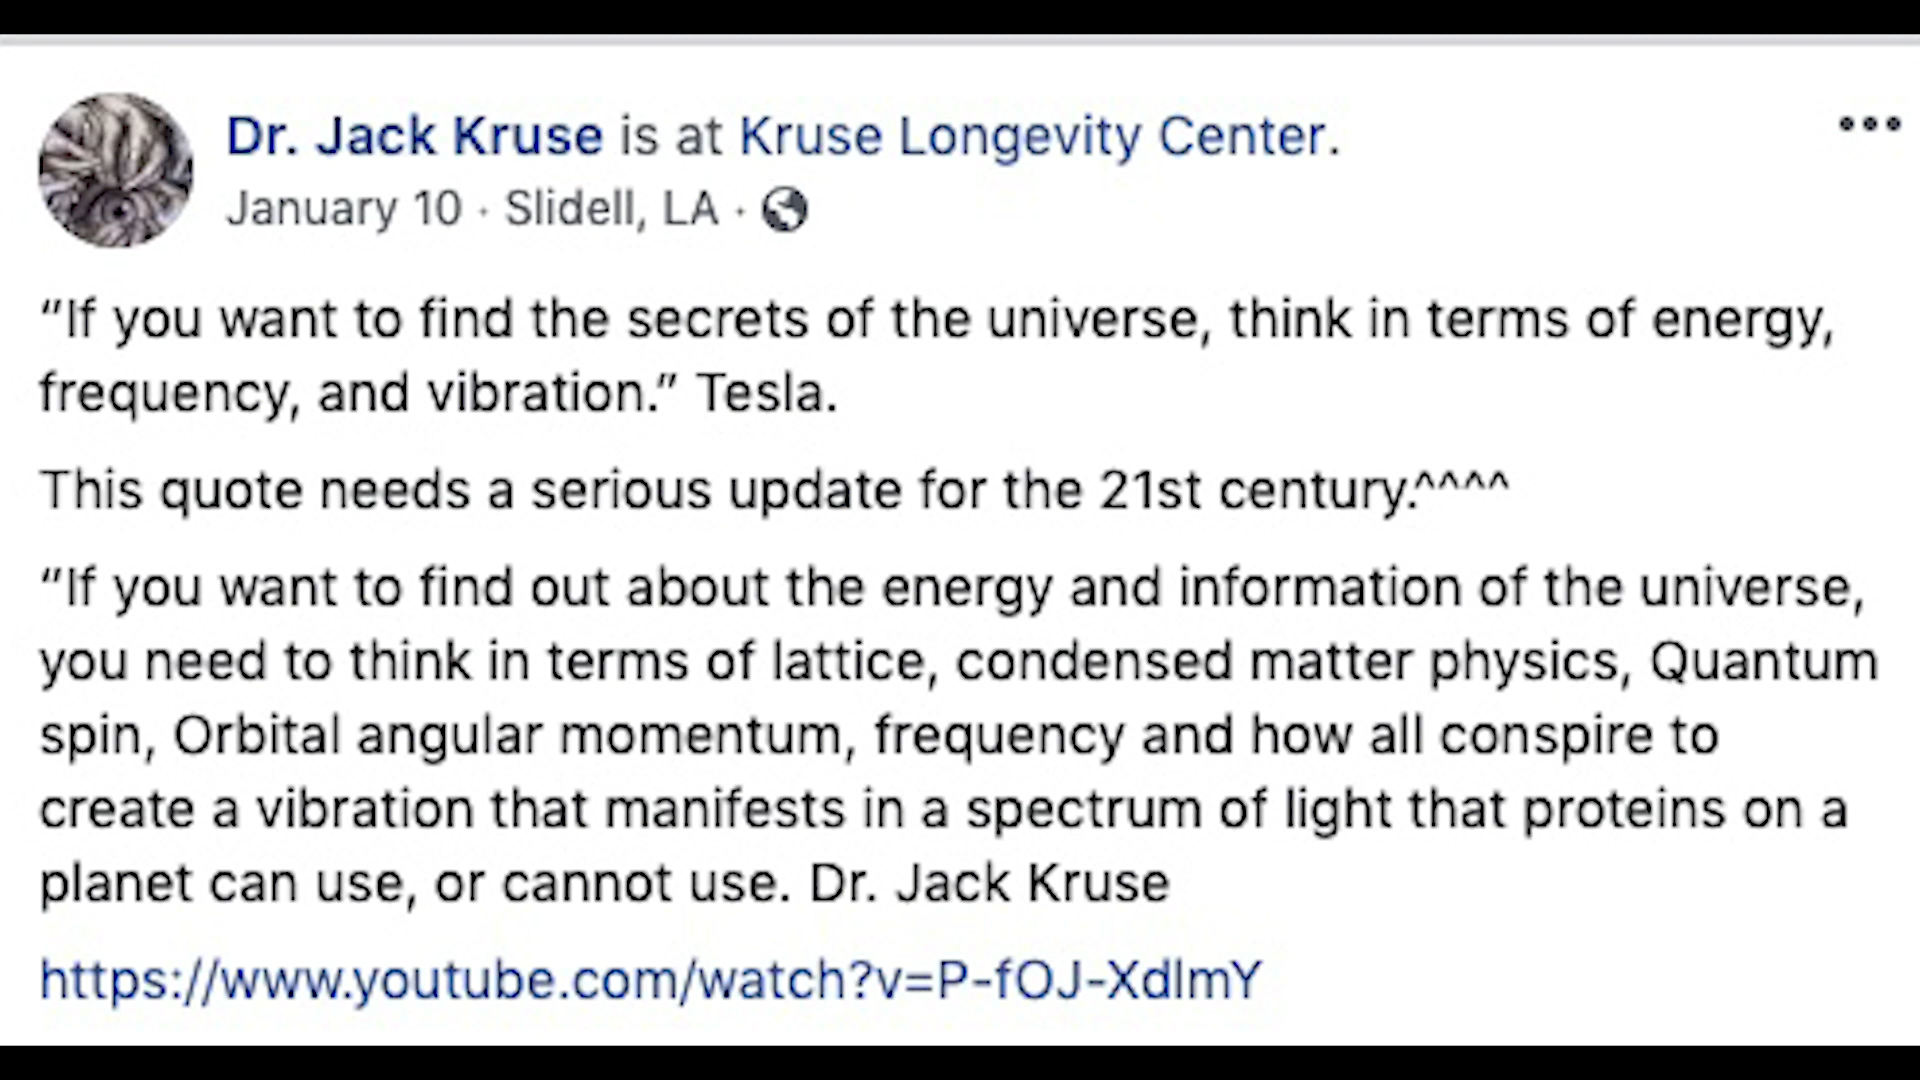 Dr. Jack Kruse is at Kruse Longevity Center.
January 10 · Slidell, LA ·
“If you want to find the secrets of the universe, think in terms of energy,
frequency, and vibration.” Tesla.
This quote needs a serious update for the 21st century.^^^^
“If you want to find out about the energy and information of the universe,
you need to think in terms of lattice, condensed matter physics, Quantum
spin, Orbital angular momentum, frequency and how all conspire to
create a vibration that manifests in a spectrum of light that proteins on a
planet can use, or cannot use. Dr. Jack Kruse
https://www.youtube.com/watch?v=P-fOJ-XdlmY